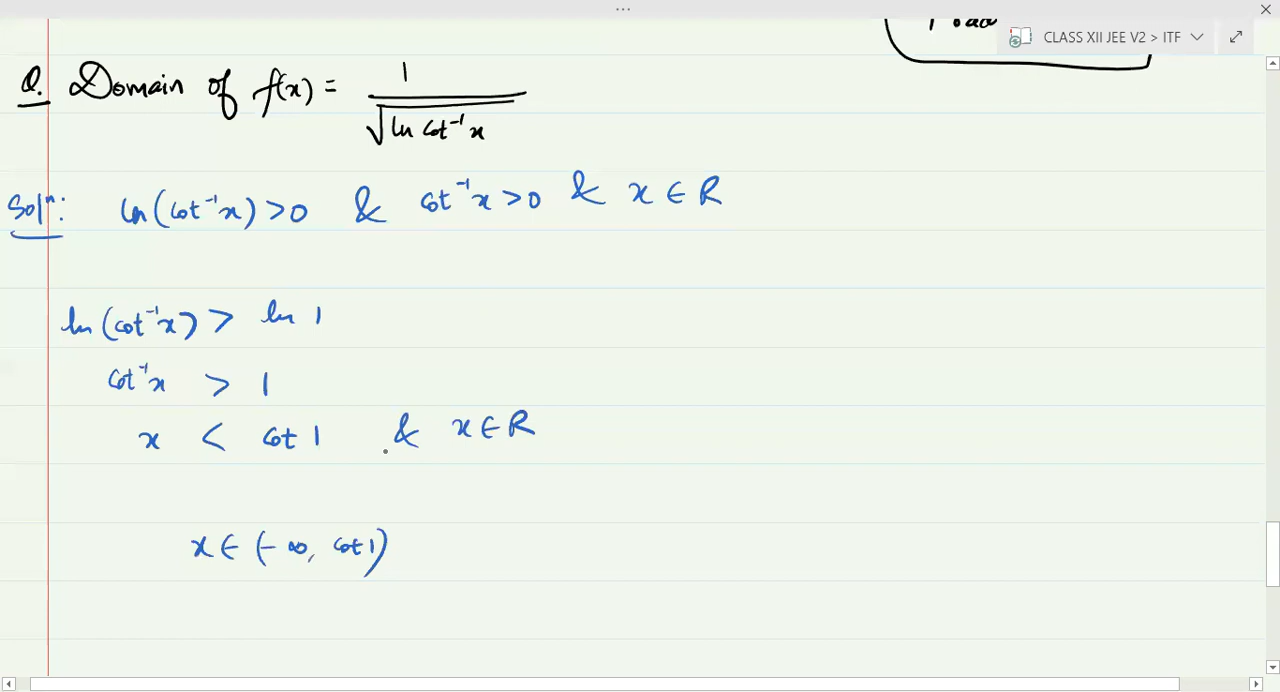 CLASS XII JEE V2 > ITF
Q. Domain of f(x) = 1 / √(ln cot⁻¹ x)
Solⁿ: ln(cot⁻¹x) > 0 & cot⁻¹x > 0 & x ∈ R
ln(cot⁻¹x) > ln 1
cot⁻¹x > 1
x < cot 1 & x ∈ R
x ∈ (-∞, cot 1)